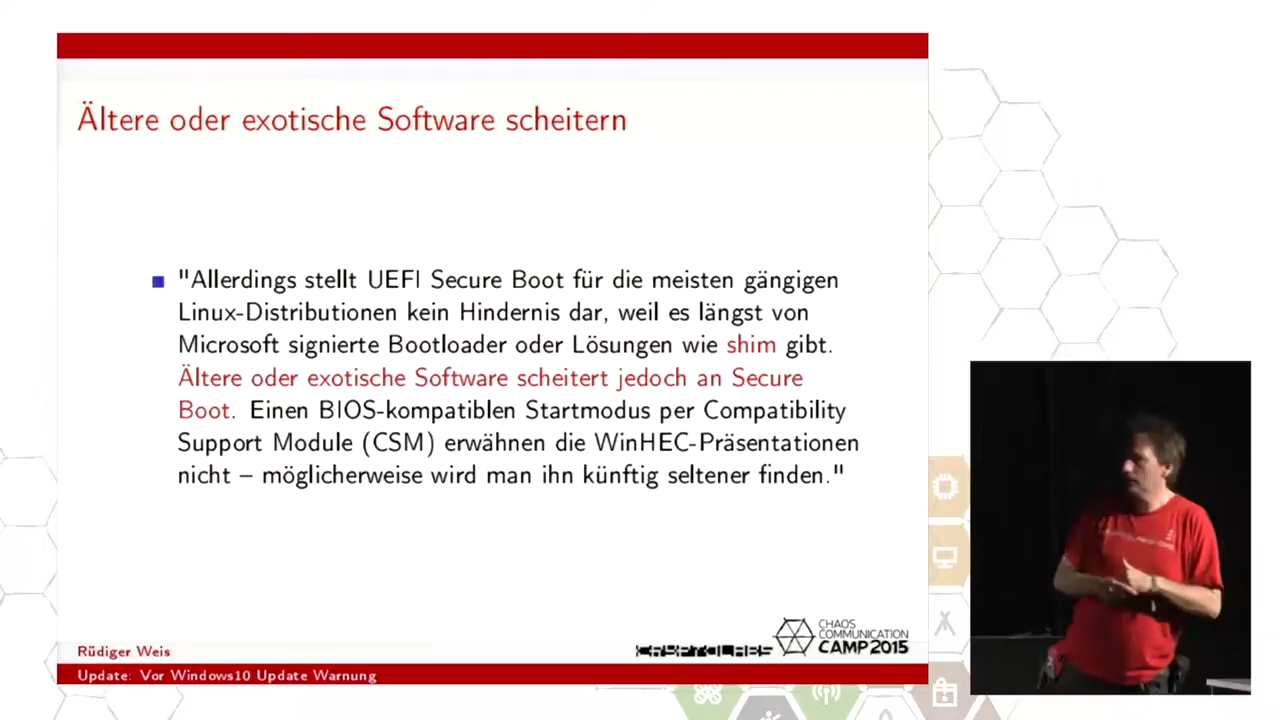 Ältere oder exotische Software scheitern
"Allerdings stellt UEFI Secure Boot für die meisten gängigen
Linux-Distributionen kein Hindernis dar, weil es längst von
Microsoft signierte Bootloader oder Lösungen wie shim gibt.
Ältere oder exotische Software scheitert jedoch an Secure
Boot. Einen BIOS-kompatiblen Startmodus per Compatibility
Support Module (CSM) erwähnen die WinHEC-Präsentationen
nicht – möglicherweise wird man ihn künftig seltener finden."
Rüdiger Weis
CRYPTOLABS
CHAOS
COMMUNICATION
CAMP 2015
Update: Vor Windows10 Update Warnung